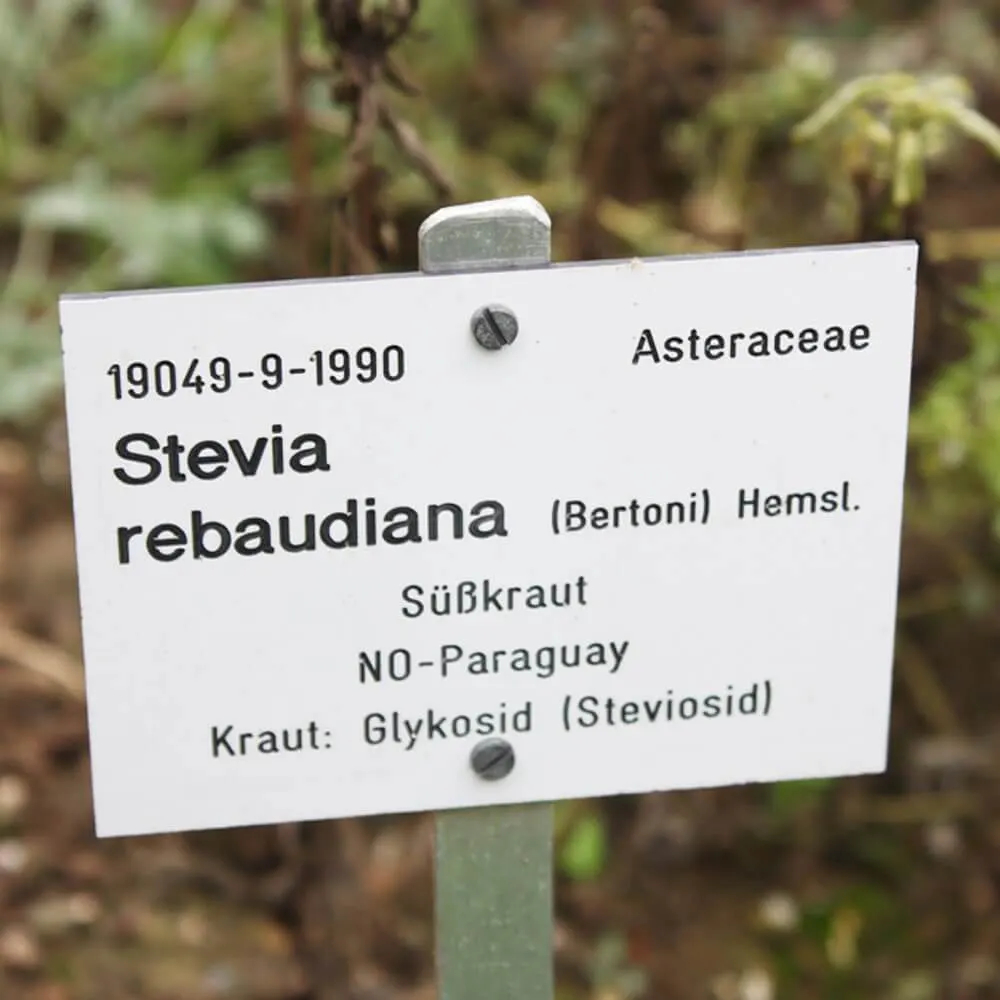 19049-9-1990 Asteraceae
Stevia
rebaudiana (Bertoni) Hemsl.
Süßkraut
NO-Paraguay
Kraut: Glykosid (Steviosid)